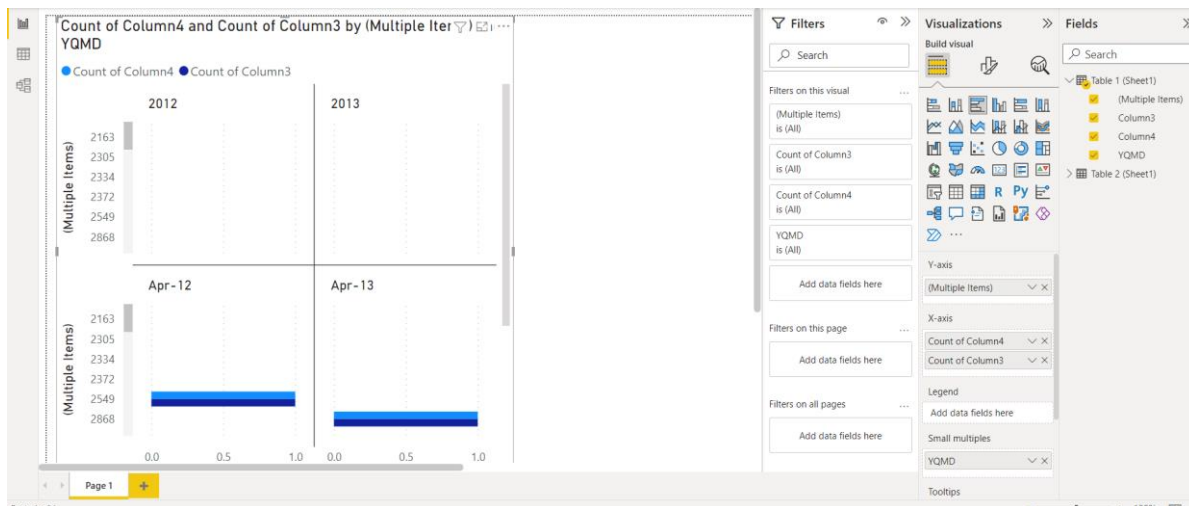 Count of Column4 and Count of Column3 by (Multiple Iter
YQMD
Count of Column4 Count of Column3
2012 2013
(Multiple Items)
2163
2305
2334
2372
2549
2868
Apr-12 Apr-13
(Multiple Items)
2163
2305
2334
2372
2549
2868
0.0 0.5 1.0 0.0 0.5 1.0
Page 1
Filters
Search
Filters on this visual ...
(Multiple Items)
is (All)
Count of Column3
is (All)
Count of Column4
is (All)
YQMD
is (All)
Add data fields here
Filters on this page ...
Add data fields here
Filters on all pages ...
Add data fields here
Visualizations
Build visual
123
R Py
...
Y-axis
(Multiple Items)
X-axis
Count of Column4
Count of Column3
Legend
Add data fields here
Small multiples
YQMD
Tooltips
Fields
Search
Table 1 (Sheet1)
(Multiple Items)
Column3
Column4
YQMD
Table 2 (Sheet1)